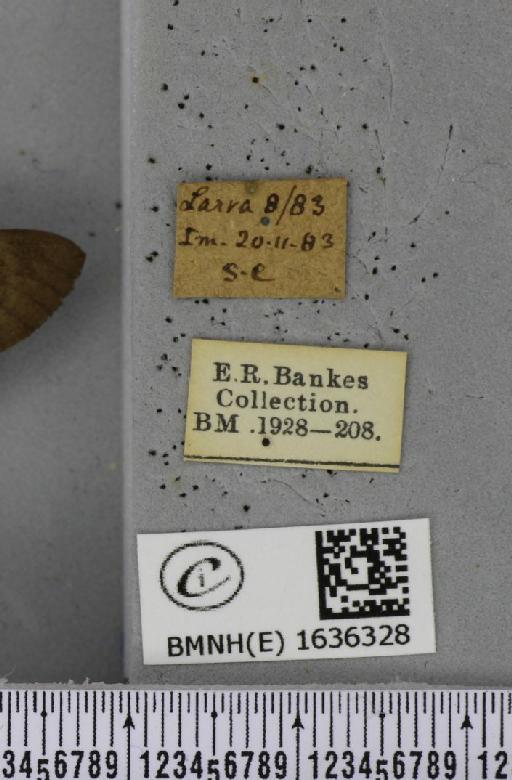 Larva 8/83
Im. 20.11.83
S.C
E.R. Bankes
Collection.
BM .1928—208.
BMNH(E) 1636328
3456789 123456789 123456789 12